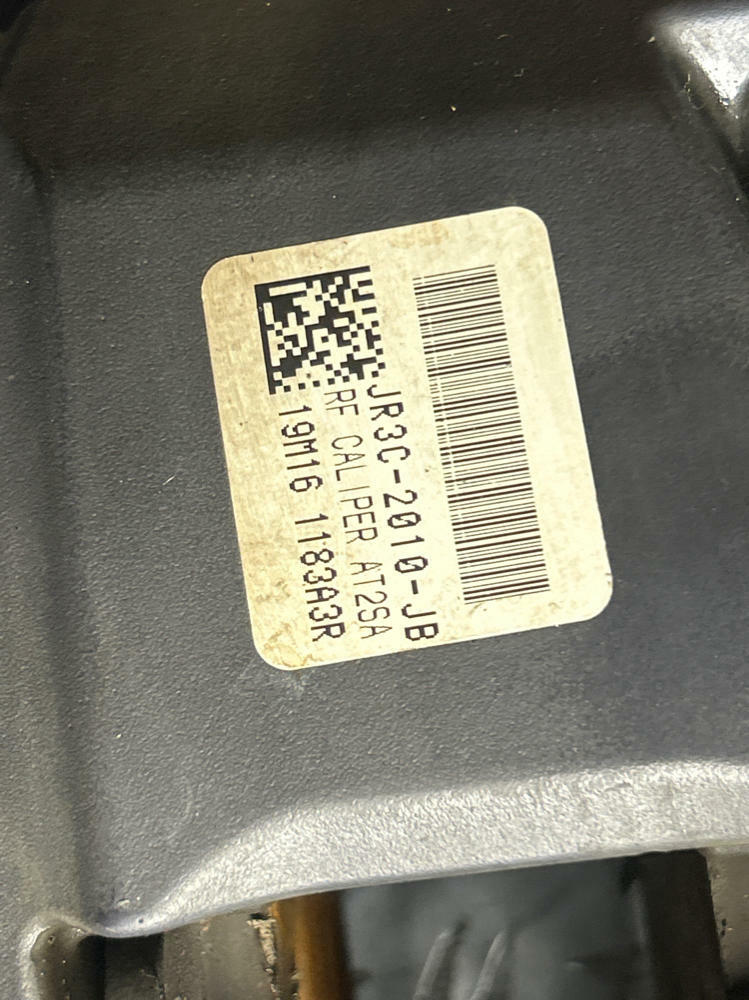 JR3C-2010-JB
RF CALIPER AT2SA
19M16 1183A3R